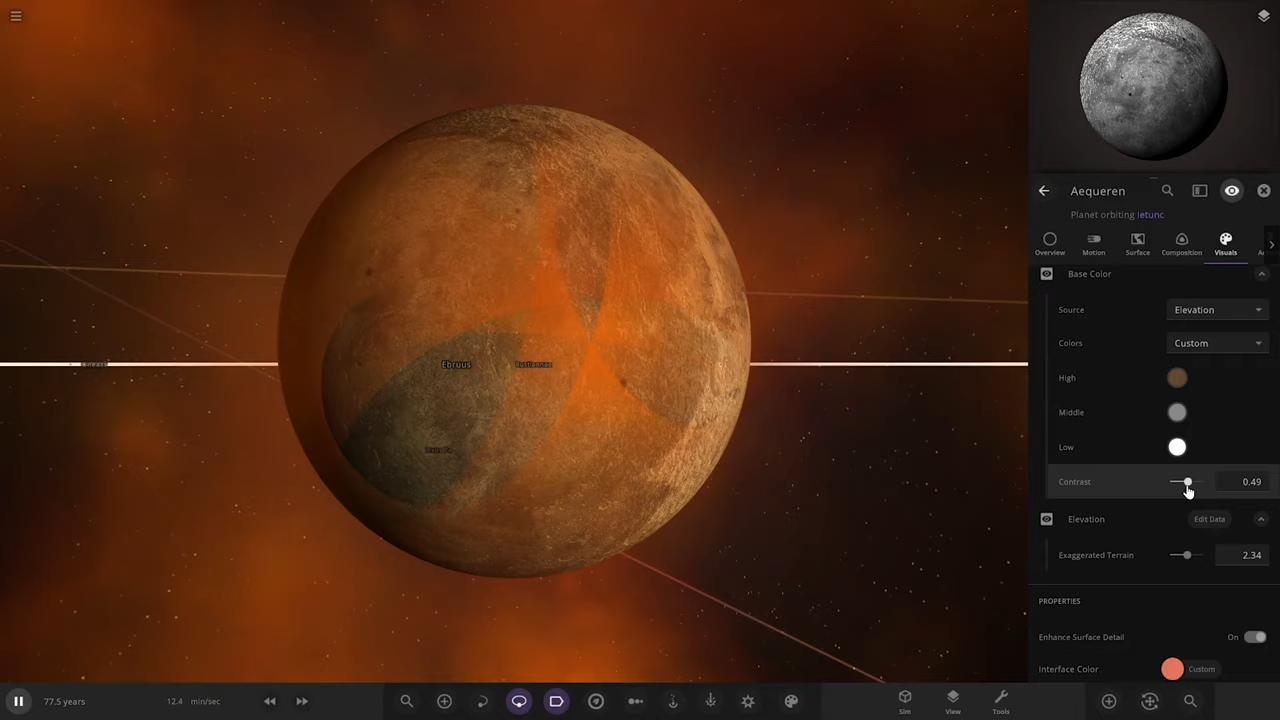 Aequeren
Planet orbiting Ietunc
Overview
Motion
Surface
Composition
Visuals
Base Color
Source
Elevation
Colors
Custom
High
Middle
Low
Contrast
0.49
Elevation
Edit Data
Exaggerated Terrain
2.34
PROPERTIES
Enhance Surface Detail
On
Interface Color
Custom
Ebruus
77.5 years
12.4 min/sec
Sim
View
Tools